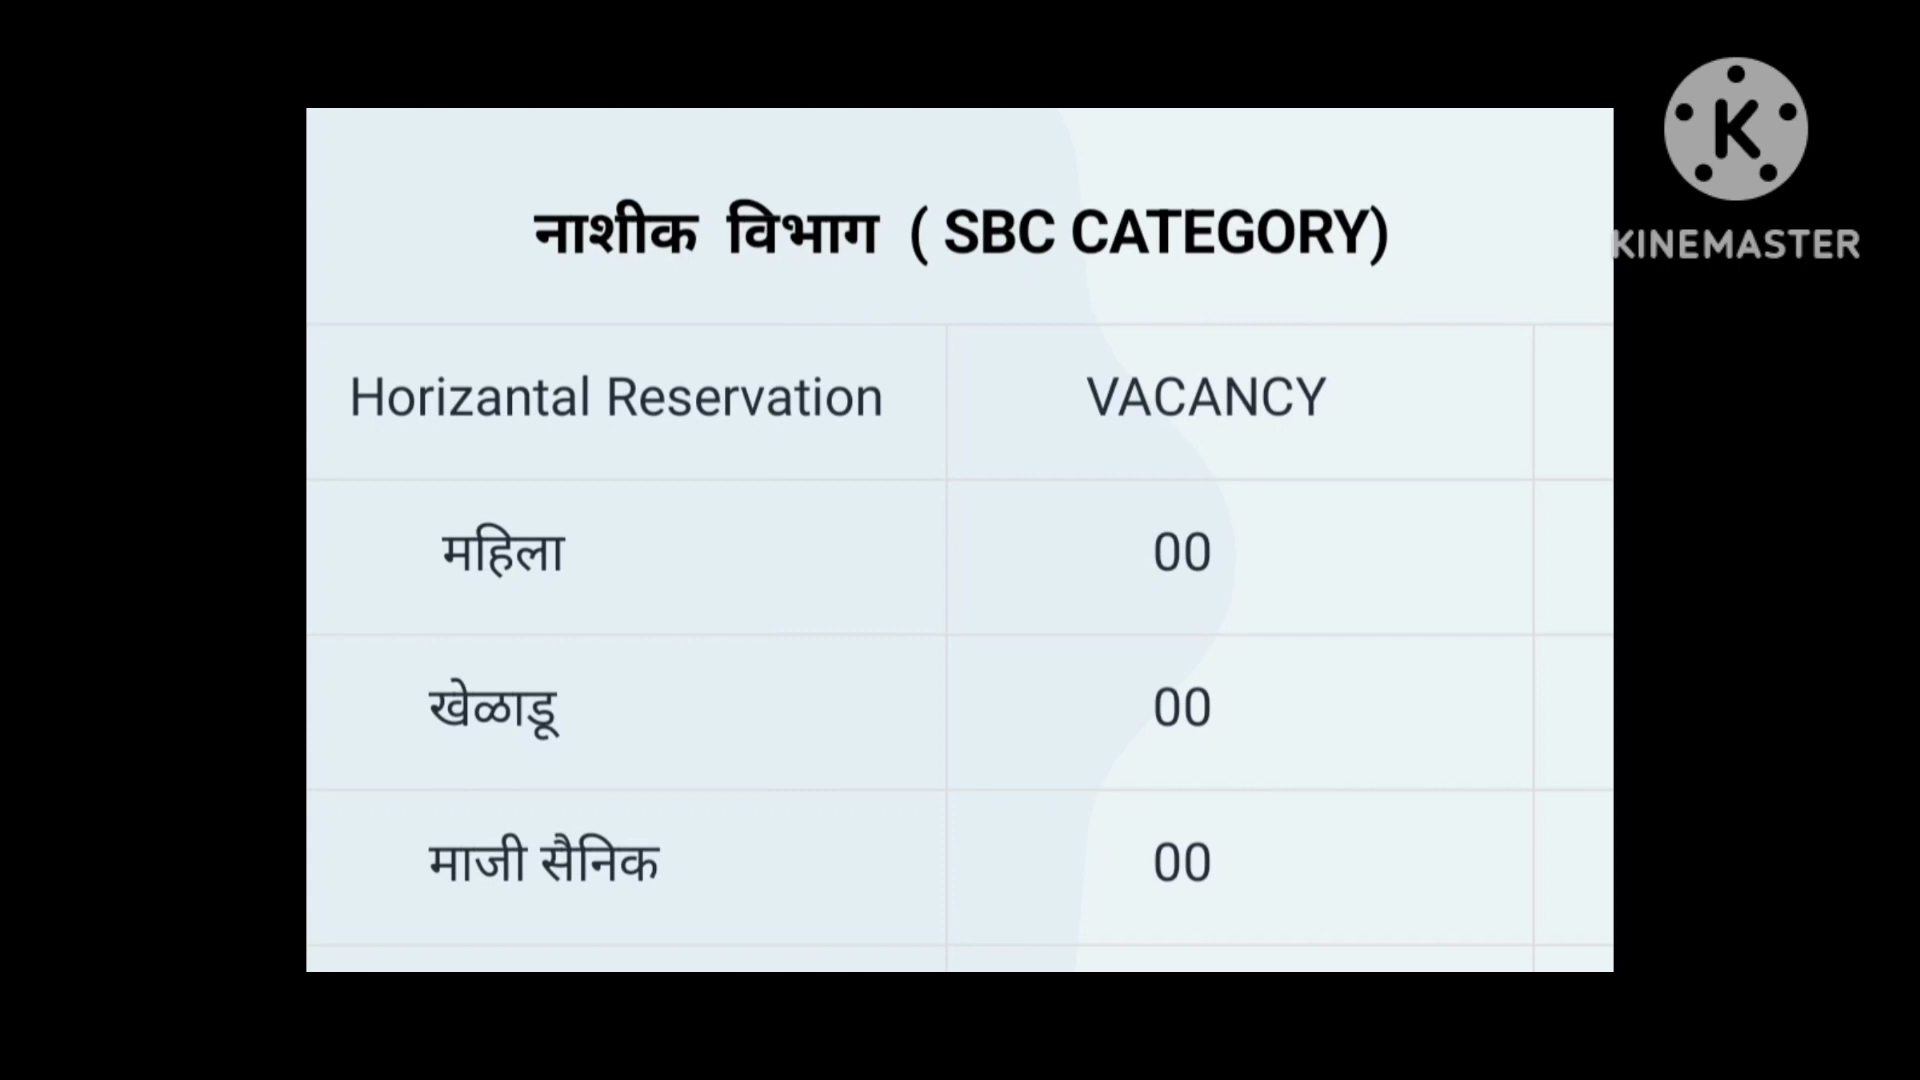 नाशीक विभाग ( SBC CATEGORY)
Horizantal Reservation VACANCY
महिला 00
खेळाडू 00
माजी सैनिक 00
K
KINEMASTER